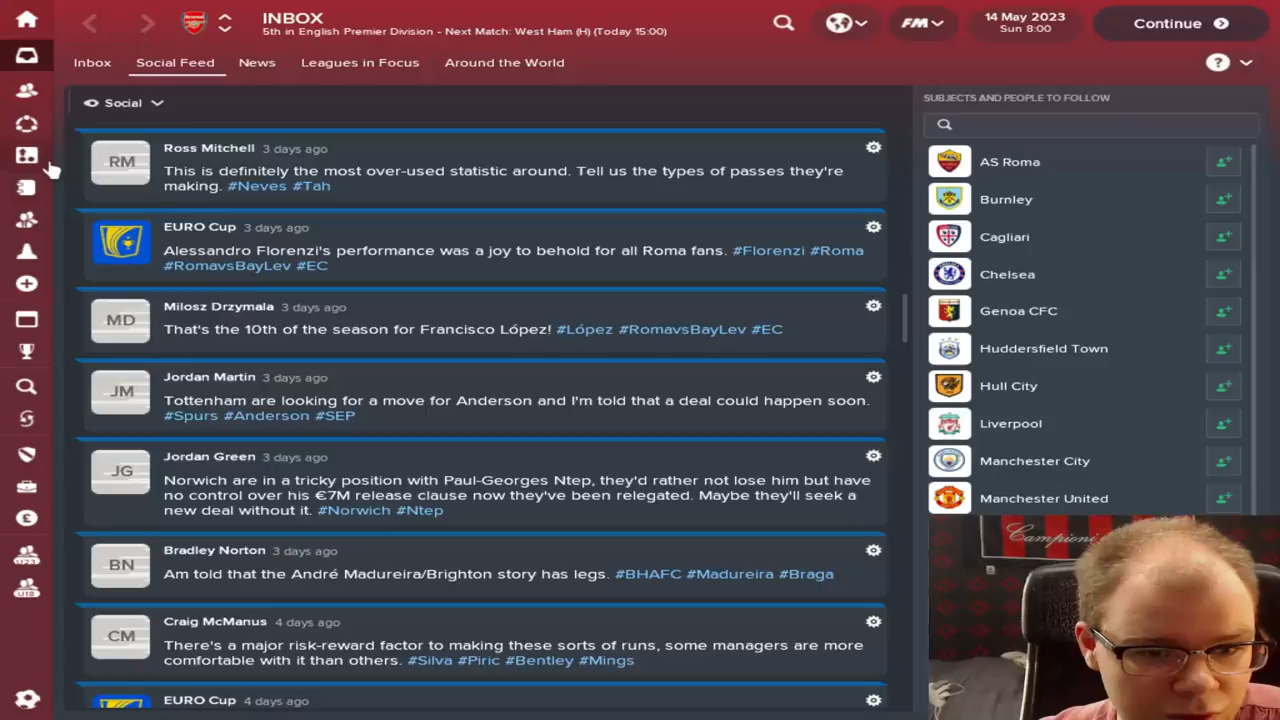 INBOX
5th in English Premier Division - Next Match: West Ham (H) (Today 15:00)
FM
14 May 2023
Sun 8:00
Continue
Inbox
Social Feed
News
Leagues in Focus
Around the World
?
Social
RM
Ross Mitchell 3 days ago
This is definitely the most over-used statistic around. Tell us the types of passes they're
making. #Neves #Tah
EURO Cup 3 days ago
Alessandro Florenzi's performance was a joy to behold for all Roma fans. #Florenzi #Roma
#RomavsBayLev #EC
MD
Milosz Drzymala 3 days ago
That's the 10th of the season for Francisco López! #López #RomavsBayLev #EC
JM
Jordan Martin 3 days ago
Tottenham are looking for a move for Anderson and I'm told that a deal could happen soon.
#Spurs #Anderson #SEP
JG
Jordan Green 3 days ago
Norwich are in a tricky position with Paul-Georges Ntep, they'd rather not lose him but have
no control over his €7M release clause now they've been relegated. Maybe they'll seek a
new deal without it. #Norwich #Ntep
BN
Bradley Norton 3 days ago
Am told that the André Madureira/Brighton story has legs. #BHAFC #Madureira #Braga
CM
Craig McManus 4 days ago
There's a major risk-reward factor to making these sorts of runs, some managers are more
comfortable with it than others. #Silva #Piric #Bentley #Mings
EURO Cup 4 days ago
SUBJECTS AND PEOPLE TO FOLLOW
AS Roma
Burnley
Cagliari
Chelsea
Genoa CFC
Huddersfield Town
Hull City
Liverpool
Manchester City
Manchester United
Campioni
U23
U18